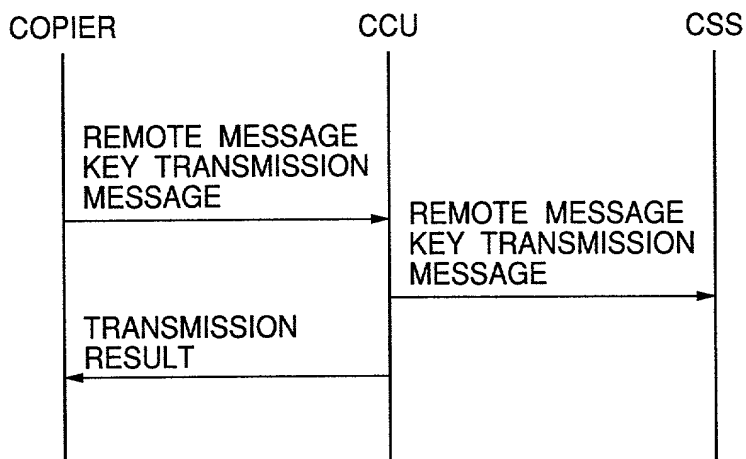 COPIER CCU CSS
REMOTE MESSAGE
KEY TRANSMISSION
MESSAGE
REMOTE MESSAGE
KEY TRANSMISSION
MESSAGE
TRANSMISSION
RESULT